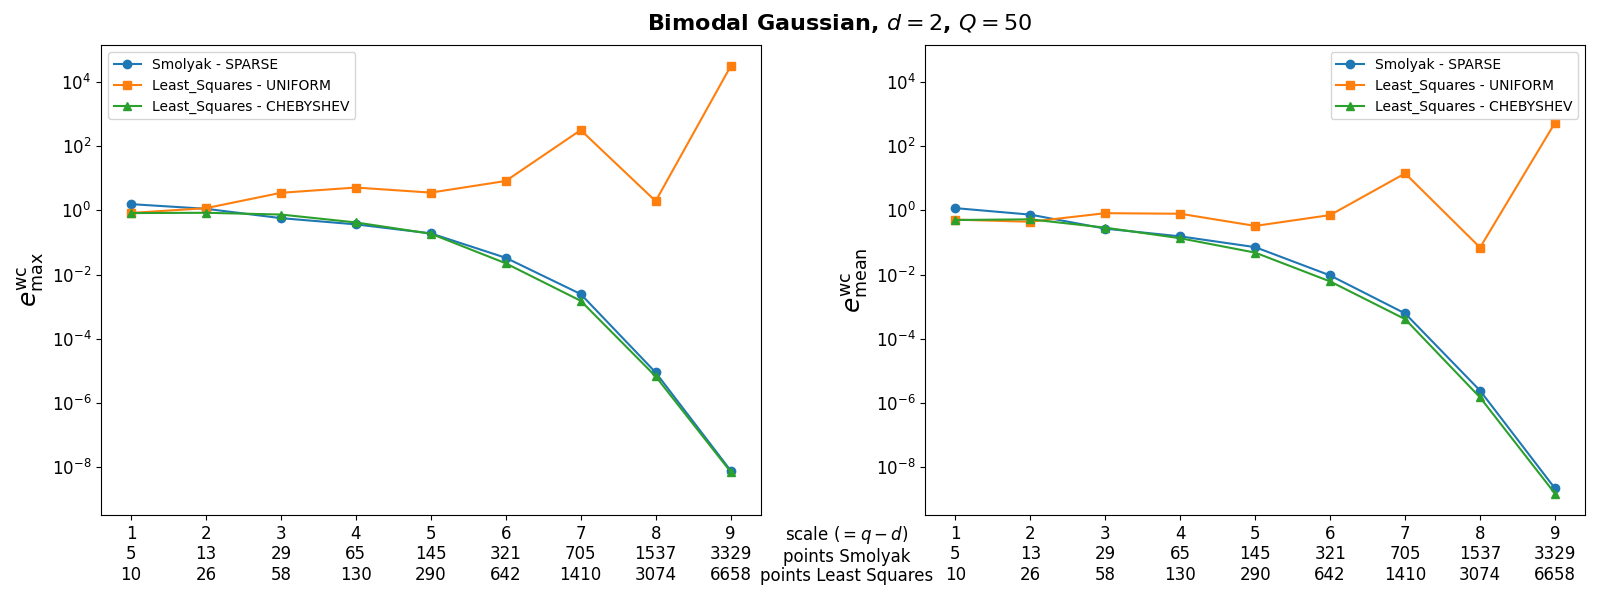 Bimodal Gaussian, d = 2, Q = 50
Smolyak - SPARSE
Least_Squares - UNIFORM
Least_Squares - CHEBYSHEV
10^4
10^2
10^0
10^-2
10^-4
10^-6
10^-8
e_max^wc
1 2 3 4 5 6 7 8 9
5 13 29 65 145 321 705 1537 3329
10 26 58 130 290 642 1410 3074 6658
scale (= q − d)
points Smolyak
points Least Squares
Smolyak - SPARSE
Least_Squares - UNIFORM
Least_Squares - CHEBYSHEV
10^4
10^2
10^0
10^-2
10^-4
10^-6
10^-8
e_mean^wc
1 2 3 4 5 6 7 8 9
5 13 29 65 145 321 705 1537 3329
10 26 58 130 290 642 1410 3074 6658